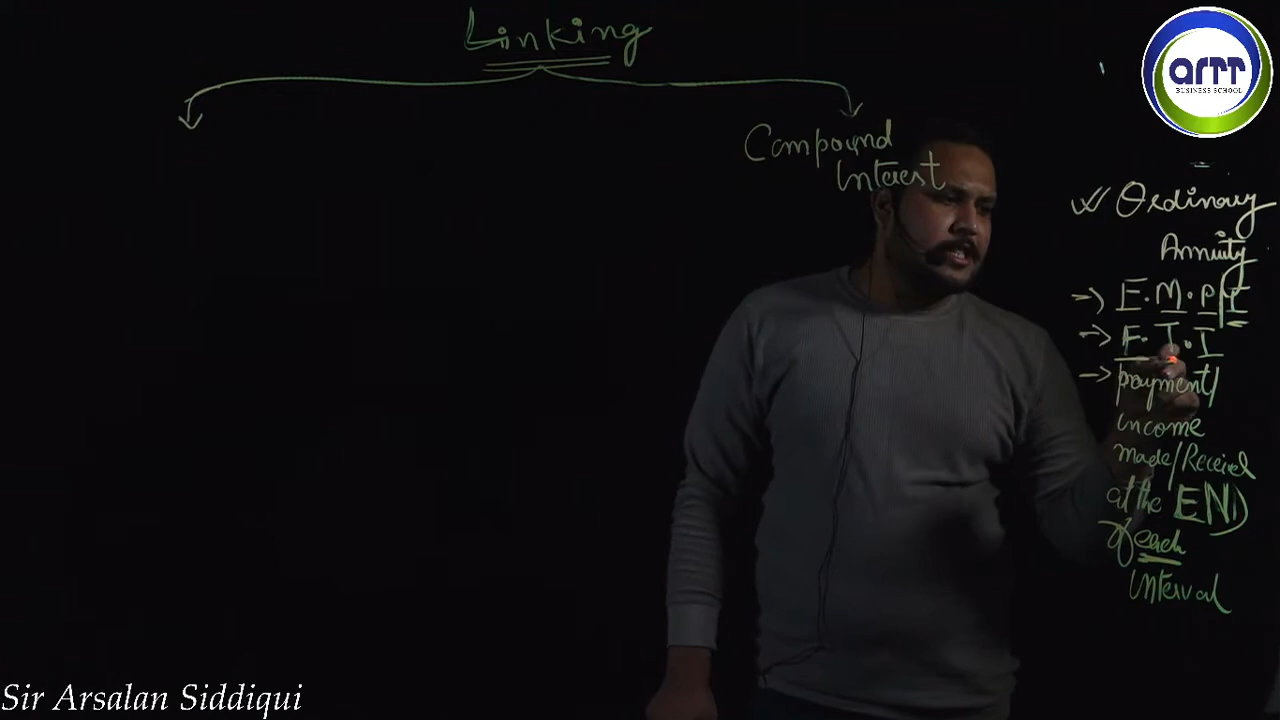 Linking
Compound
Interest
Ordinary
Annuity
→ E.M.P/I
→ F.T.I
→ payment/
income
made/Received
at the END
of each
Interval
artt
BUSINESS SCHOOL
Sir Arsalan Siddiqui